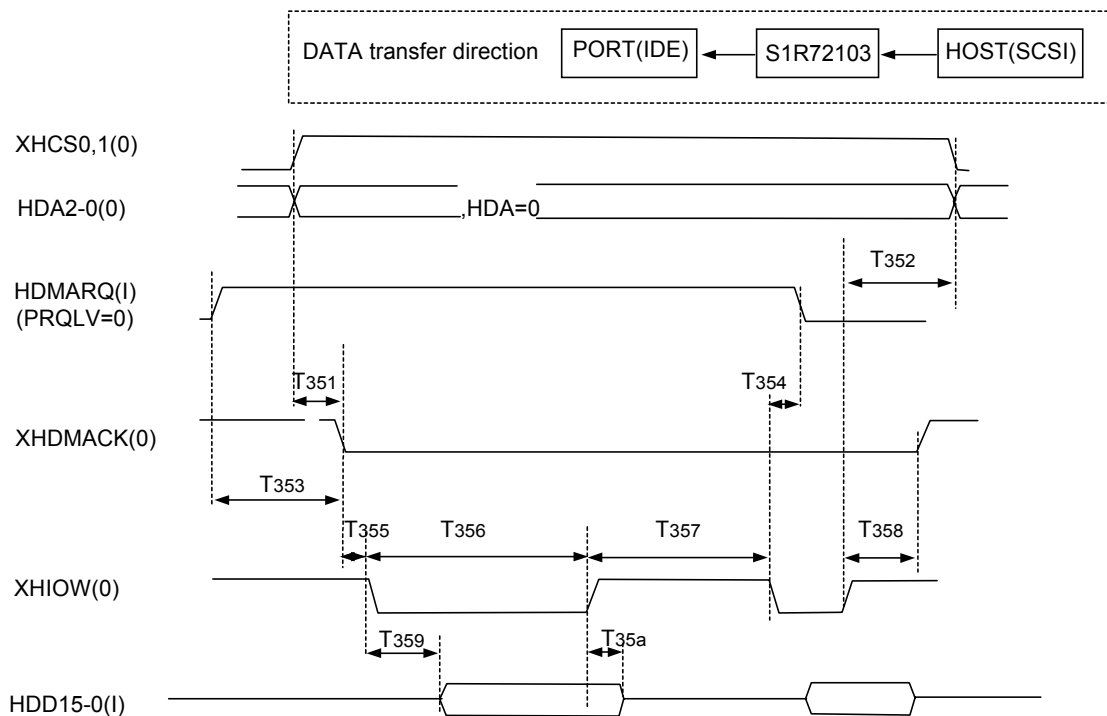 DATA transfer direction PORT(IDE) S1R72103 HOST(SCSI)
XHCS0,1(0)
HDA2-0(0) ,HDA=0
T352
HDMARQ(I)
(PRQLV=0)
T351 T354
XHDMACK(0)
T353
T355 T356 T357 T358
XHIOW(0)
T359 T35a
HDD15-0(I)